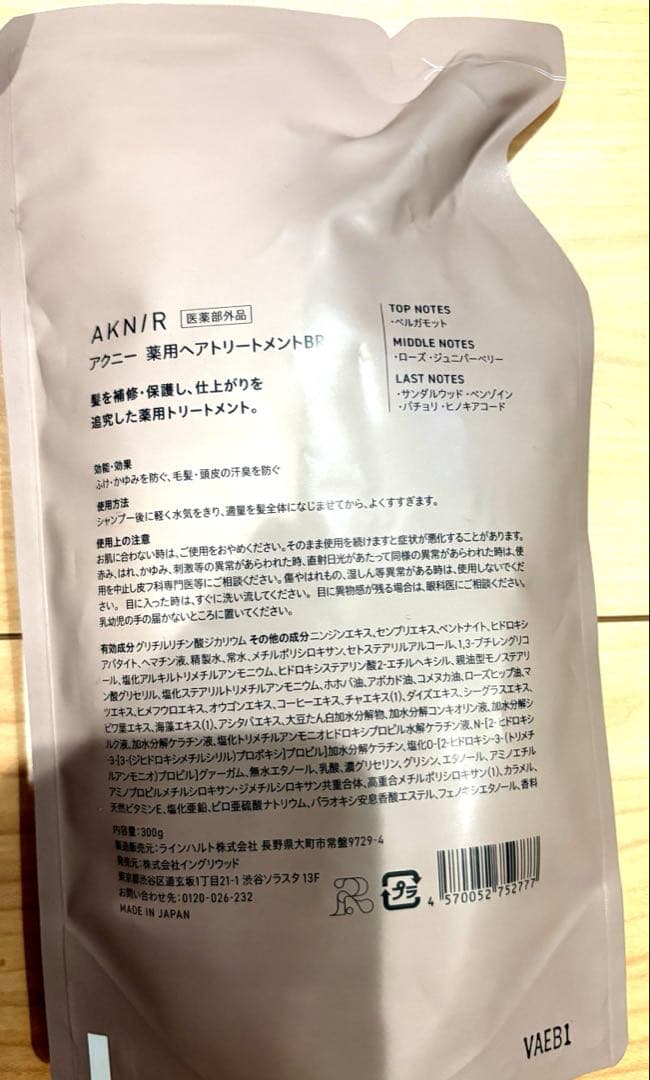 AKN/R 医薬部外品
アクニー 薬用ヘアトリートメントBR
髪を補修・保護し、仕上がりを
追究した薬用トリートメント。
TOP NOTES
・ベルガモット
MIDDLE NOTES
・ローズ・ジュニパーベリー
LAST NOTES
・サンダルウッド・ベンゾイン
・パチョリ・ヒノキアコード
効能・効果
ふけ・かゆみを防ぐ、毛髪・頭皮の汗臭を防ぐ
使用方法
シャンプー後に軽く水気をきり、適量を髪全体になじませてから、よくすすぎます。
使用上の注意
お肌に合わない時は、ご使用をおやめください。そのまま使用を続けますと症状が悪化することがあります。
赤み、はれ、かゆみ、刺激等の異常があらわれた時、直射日光があたって同様の異常があらわれた時は、使
用を中止し皮フ科専門医等にご相談ください。傷やはれもの、湿しん等異常がある時は、使用しないでくだ
さい。 目に入った時は、すぐに洗い流してください。 目に異物感が残る場合は、眼科医にご相談ください。
乳幼児の手の届かないところに置いてください。
有効成分 グリチルリチン酸ジカリウム その他の成分 ニンジンエキス、センブリエキス、ベントナイト、ヒドロキシ
アパタイト、ヘマチン液、精製水、常水、メチルポリシロキサン、セトステアリルアルコール、1,3-ブチレングリコ
ール、塩化アルキルトリメチルアンモニウム、ヒドロキシステアリン酸2-エチルヘキシル、親油型モノステアリ
ン酸グリセリル、塩化ステアリルトリメチルアンモニウム、ホホバ油、アボカド油、コメヌカ油、ローズヒップ油、マ
ツエキス、ヒメフウロエキス、オウゴンエキス、コーヒーエキス、チャエキス(1)、ダイズエキス、シーグラスエキス、
ビワ葉エキス、海藻エキス(1)、アシタバエキス、大豆たん白加水分解物、加水分解コンキオリン液、加水分解シ
ルク液、加水分解ケラチン液、塩化トリメチルアンモニオヒドロキシプロピル加水分解ケラチン液、N-[2-ヒドロキシ
-3-[3-(ジヒドロキシメチルシリル)プロポキシ]プロピル]加水分解ケラチン、塩化O-[2-ヒドロキシ-3-(トリメチ
ルアンモニオ)プロピル]グァーガム、無水エタノール、乳酸、濃グリセリン、グリシン、エタノール、アミノエチル
アミノプロピルメチルシロキサン・ジメチルシロキサン共重合体、高重合メチルポリシロキサン(1)、カラメル、
天然ビタミンE、塩化亜鉛、ピロ亜硫酸ナトリウム、パラオキシ安息香酸エステル、フェノキシエタノール、香料
内容量:300g
製造販売元:ラインハルト株式会社 長野県大町市常盤9729-4
発売元:株式会社イングリウッド
東京都渋谷区道玄坂1丁目21-1 渋谷ソラスタ 13F
お問い合わせ先:0120-026-232
MADE IN JAPAN
プラ
4 570052 752777
VAEB1